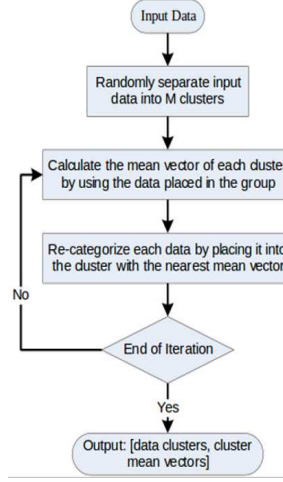 Input Data
Randomly separate input
data into M clusters
Calculate the mean vector of each cluster
by using the data placed in the group
Re-categorize each data by placing it into
the cluster with the nearest mean vector
No
End of Iteration
Yes
Output: [data clusters, cluster
mean vectors]